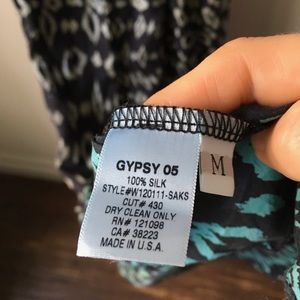 GYPSY 05
100% SILK
STYLE#W120111-SAKS
CUT# 430
DRY CLEAN ONLY
RN# 121098
CA# 38223
MADE IN U.S.A.
M